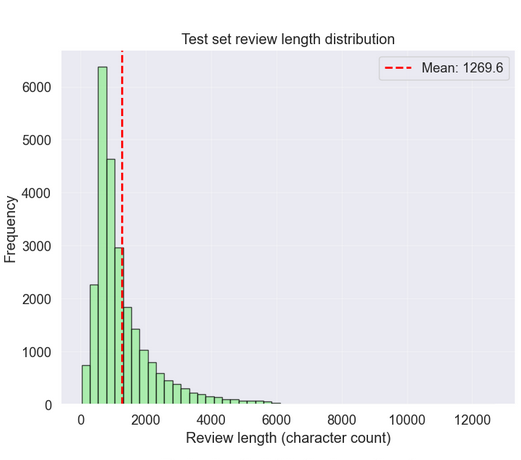 Test set review length distribution
Mean: 1269.6
Frequency
6000
5000
4000
3000
2000
1000
0
0 2000 4000 6000 8000 10000 12000
Review length (character count)